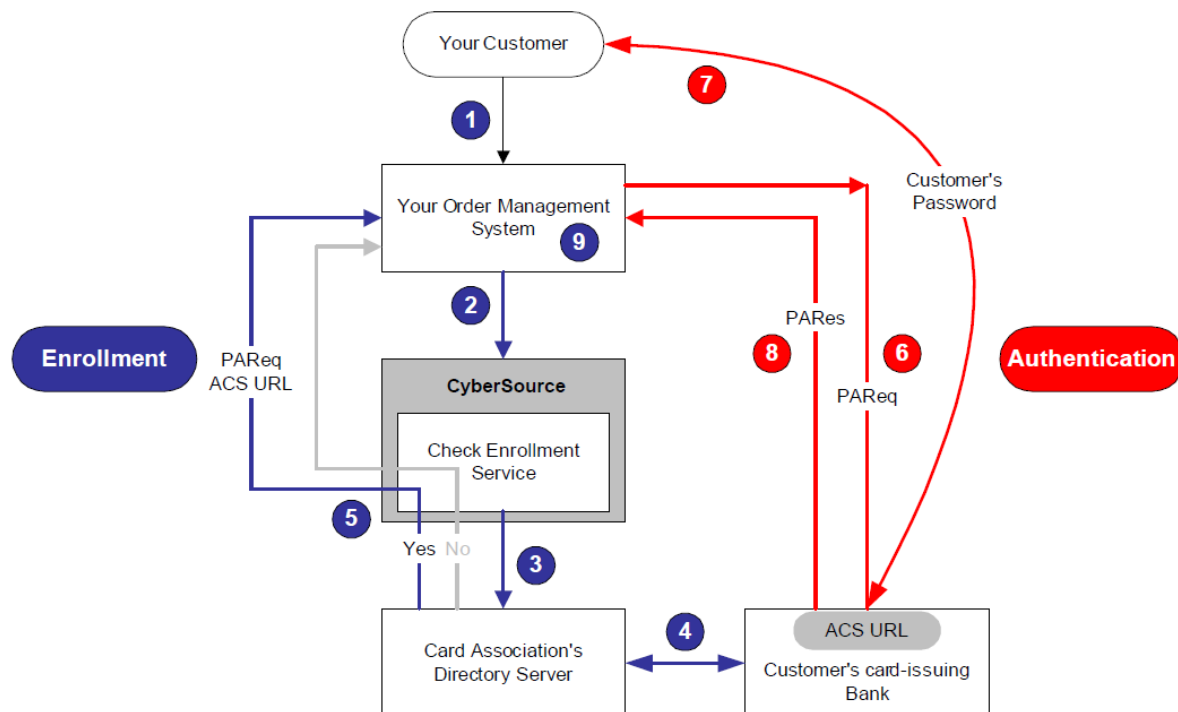 Your Customer
7
1
Customer's
Password
Your Order Management
System
9
2
PARes
Enrollment
PAReq
ACS URL
8
6
Authentication
CyberSource
PAReq
Check Enrollment
Service
5
Yes No
3
ACS URL
4
Card Association's
Directory Server
Customer's card-issuing
Bank